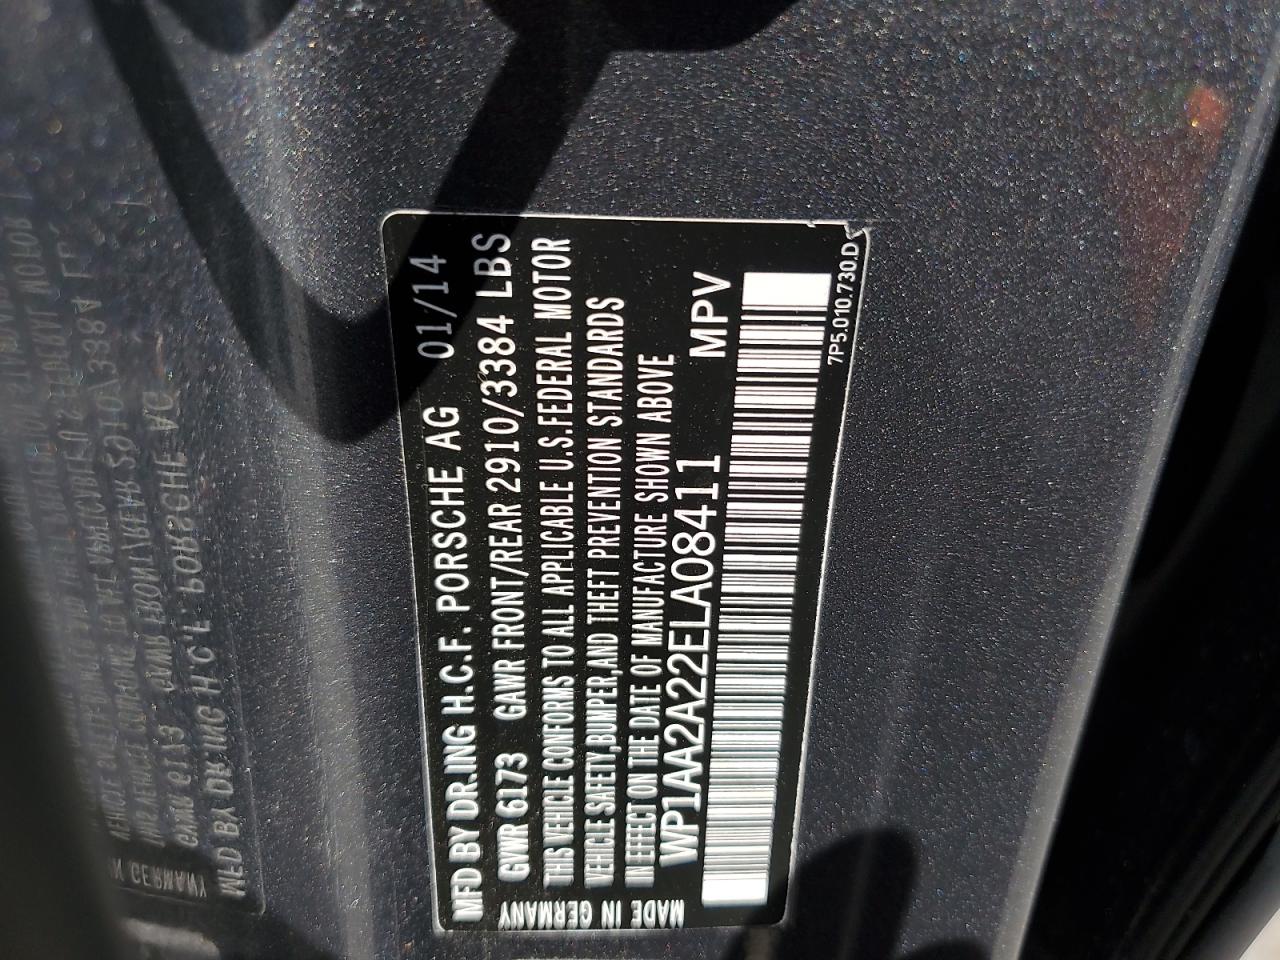 MFD BY DR.ING H.C.F. PORSCHE AG 01/14
GVWR 6173 GAWR FRONT/REAR 2910/3384 LBS
THIS VEHICLE CONFORMS TO ALL APPLICABLE U.S.FEDERAL MOTOR
VEHICLE SAFETY,BUMPER,AND THEFT PREVENTION STANDARDS
IN EFFECT ON THE DATE OF MANUFACTURE SHOWN ABOVE
WP1AA2A22ELA08411 MPV
MADE IN GERMANY
7P5.010.730.D